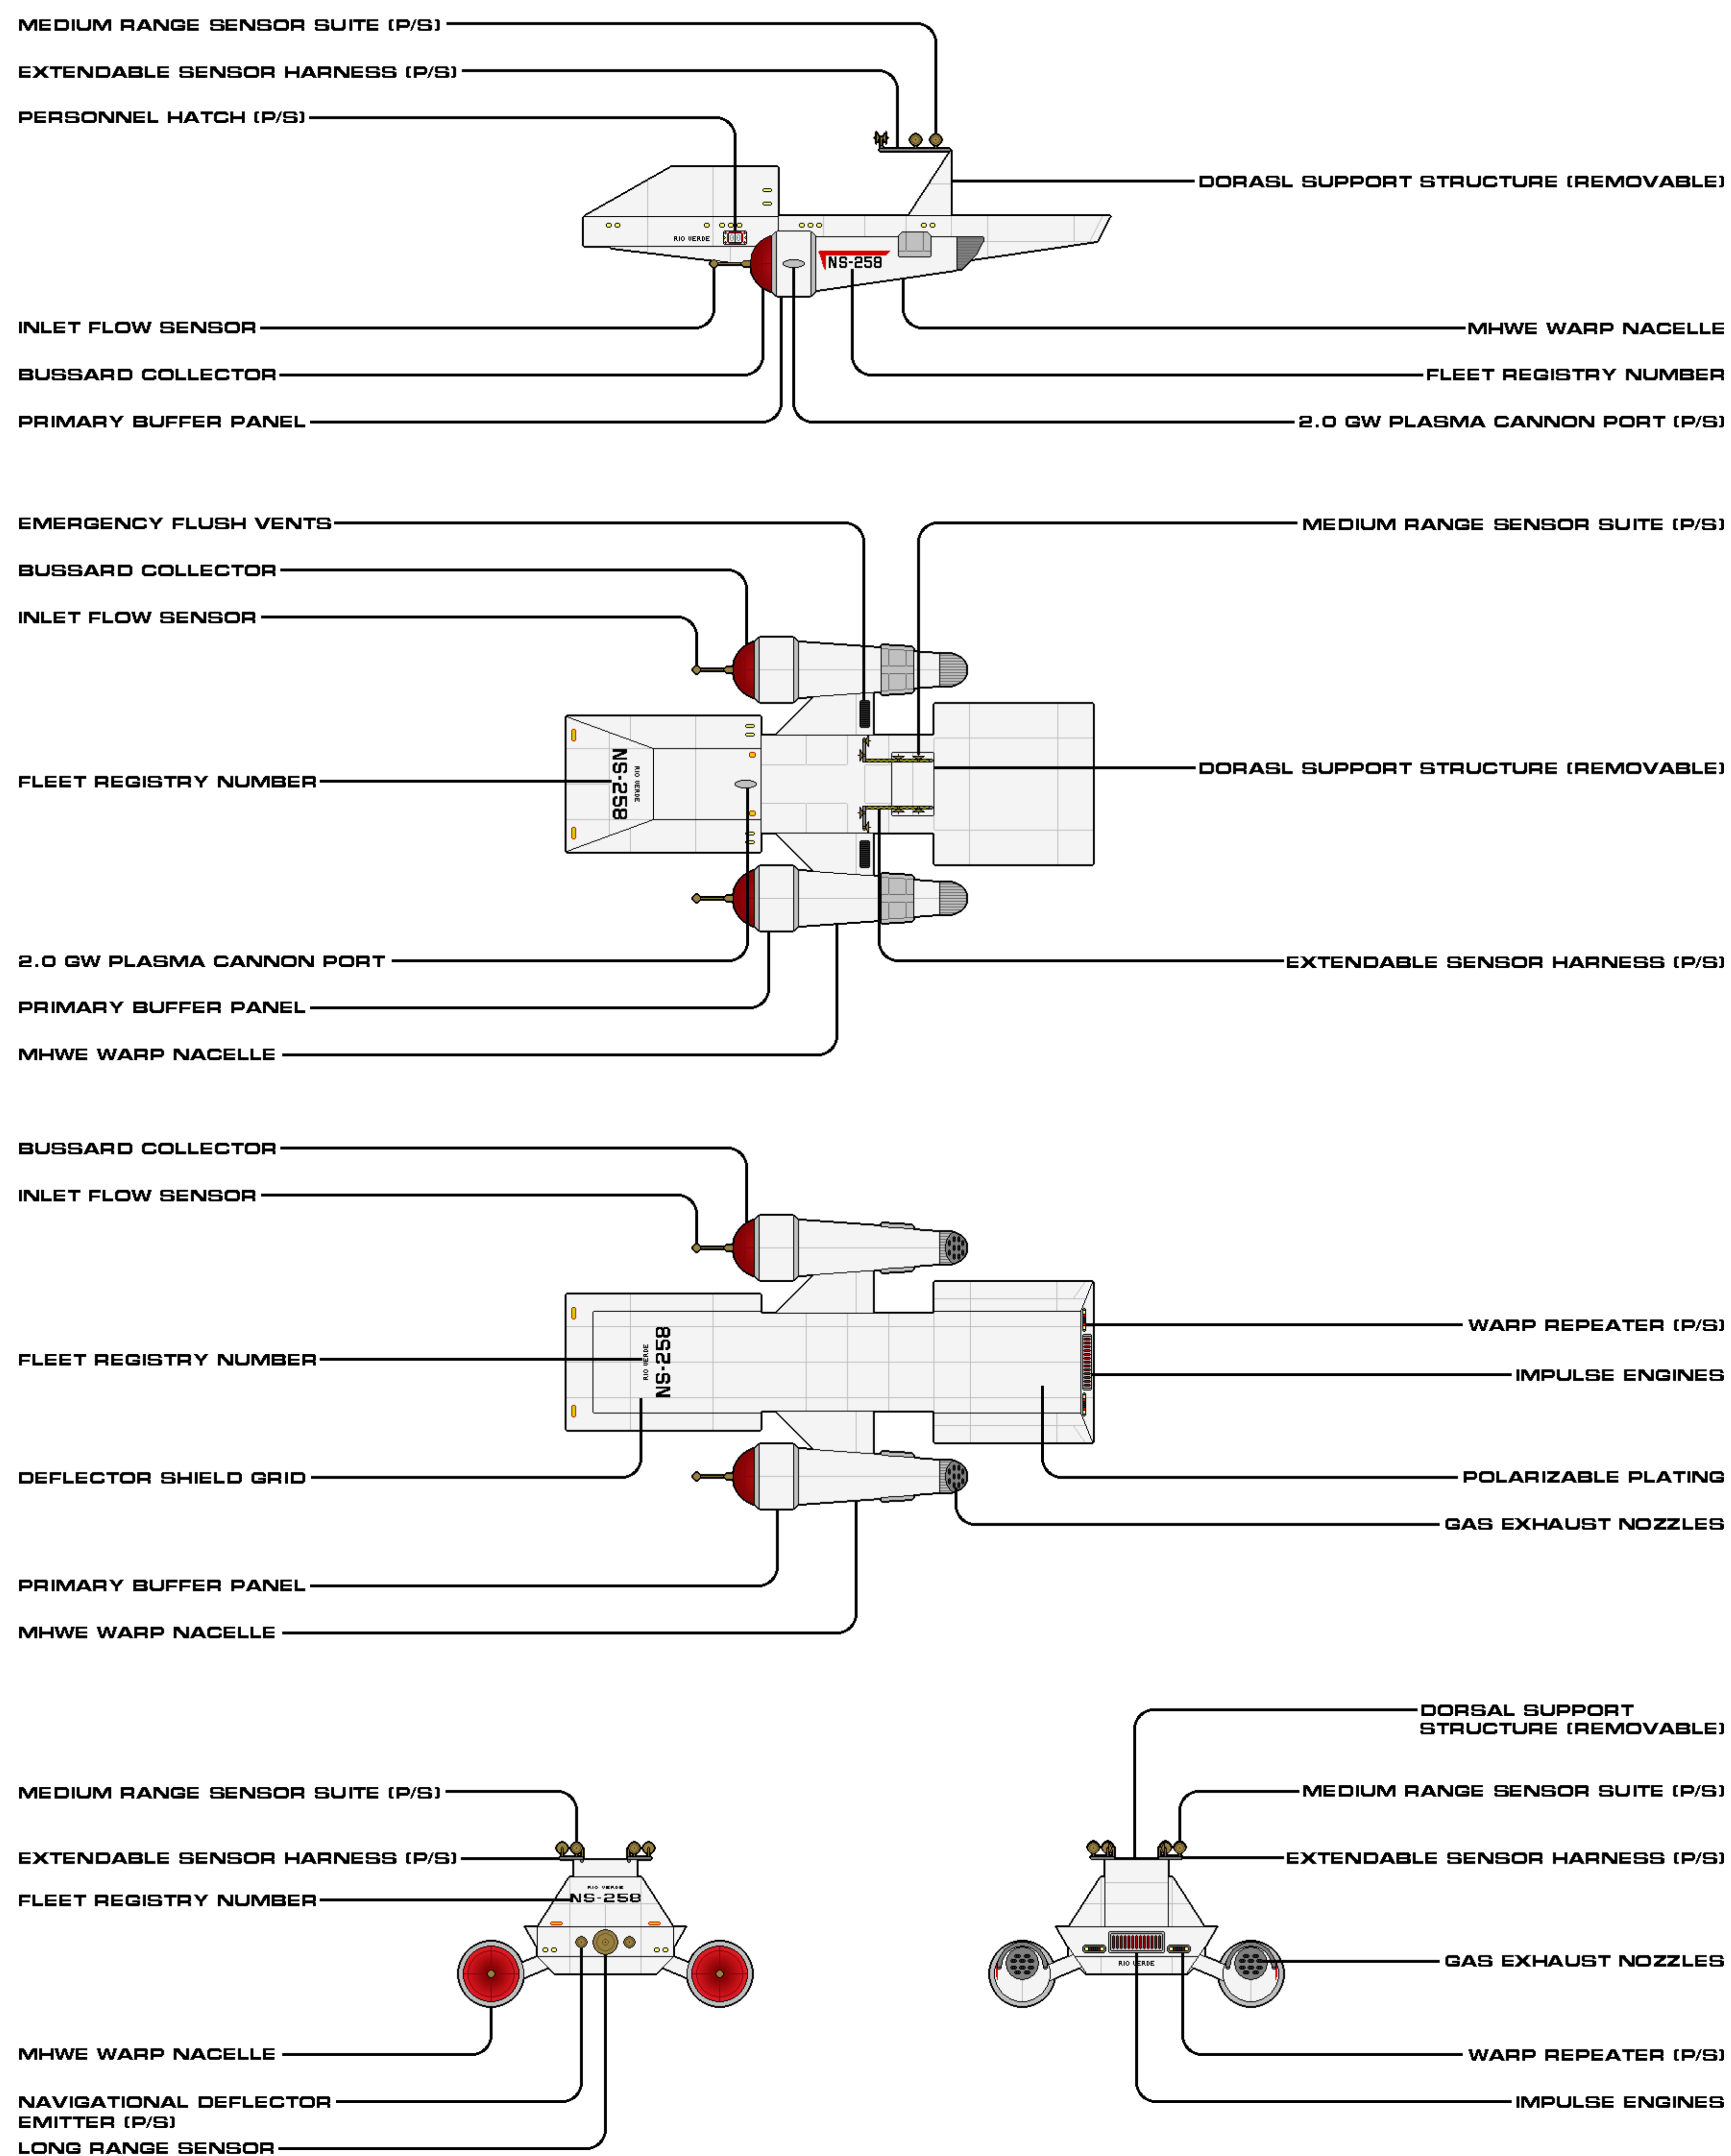 MEDIUM RANGE SENSOR SUITE (P/S)
EXTENDABLE SENSOR HARNESS (P/S)
PERSONNEL HATCH (P/S)
DORASL SUPPORT STRUCTURE (REMOVABLE)
RIO VERDE
NS-258
INLET FLOW SENSOR
MHWE WARP NACELLE
BUSSARD COLLECTOR
FLEET REGISTRY NUMBER
PRIMARY BUFFER PANEL
2.0 GW PLASMA CANNON PORT (P/S)
EMERGENCY FLUSH VENTS
MEDIUM RANGE SENSOR SUITE (P/S)
BUSSARD COLLECTOR
INLET FLOW SENSOR
DORASL SUPPORT STRUCTURE (REMOVABLE)
FLEET REGISTRY NUMBER
NS-258
RIO VERDE
2.0 GW PLASMA CANNON PORT
EXTENDABLE SENSOR HARNESS (P/S)
PRIMARY BUFFER PANEL
MHWE WARP NACELLE
BUSSARD COLLECTOR
INLET FLOW SENSOR
WARP REPEATER (P/S)
FLEET REGISTRY NUMBER
RIO VERDE
NS-258
IMPULSE ENGINES
DEFLECTOR SHIELD GRID
POLARIZABLE PLATING
GAS EXHAUST NOZZLES
PRIMARY BUFFER PANEL
MHWE WARP NACELLE
DORSAL SUPPORT
STRUCTURE (REMOVABLE)
MEDIUM RANGE SENSOR SUITE (P/S)
MEDIUM RANGE SENSOR SUITE (P/S)
EXTENDABLE SENSOR HARNESS (P/S)
EXTENDABLE SENSOR HARNESS (P/S)
RIO VERDE
FLEET REGISTRY NUMBER
NS-258
GAS EXHAUST NOZZLES
RIO VERDE
MHWE WARP NACELLE
WARP REPEATER (P/S)
NAVIGATIONAL DEFLECTOR
EMITTER (P/S)
IMPULSE ENGINES
LONG RANGE SENSOR